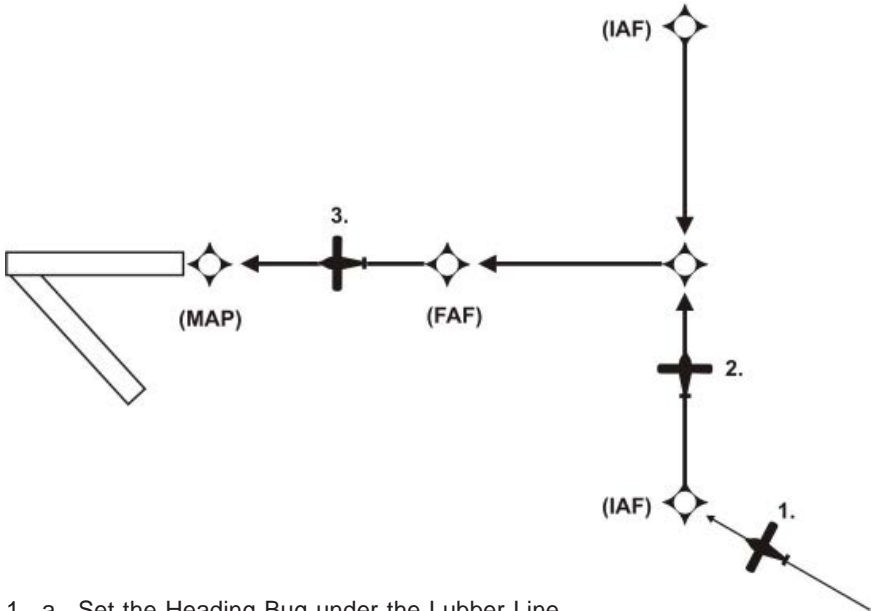 (IAF)
3.
(MAP)
(FAF)
2.
(IAF)
1.
1. a. Set the Heading Bug under the Lubber Line